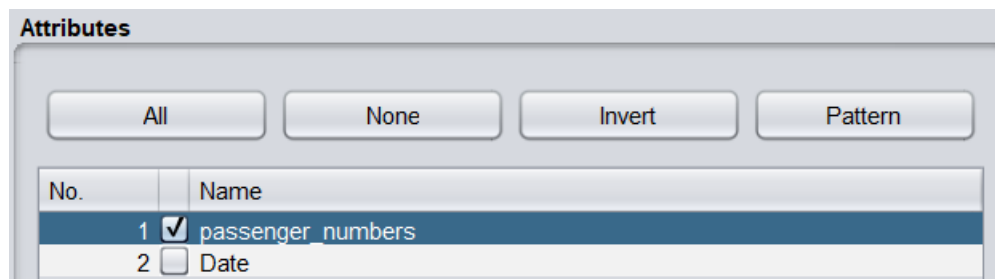 Attributes
All None Invert Pattern
No. Name
1 passenger_numbers
2 Date